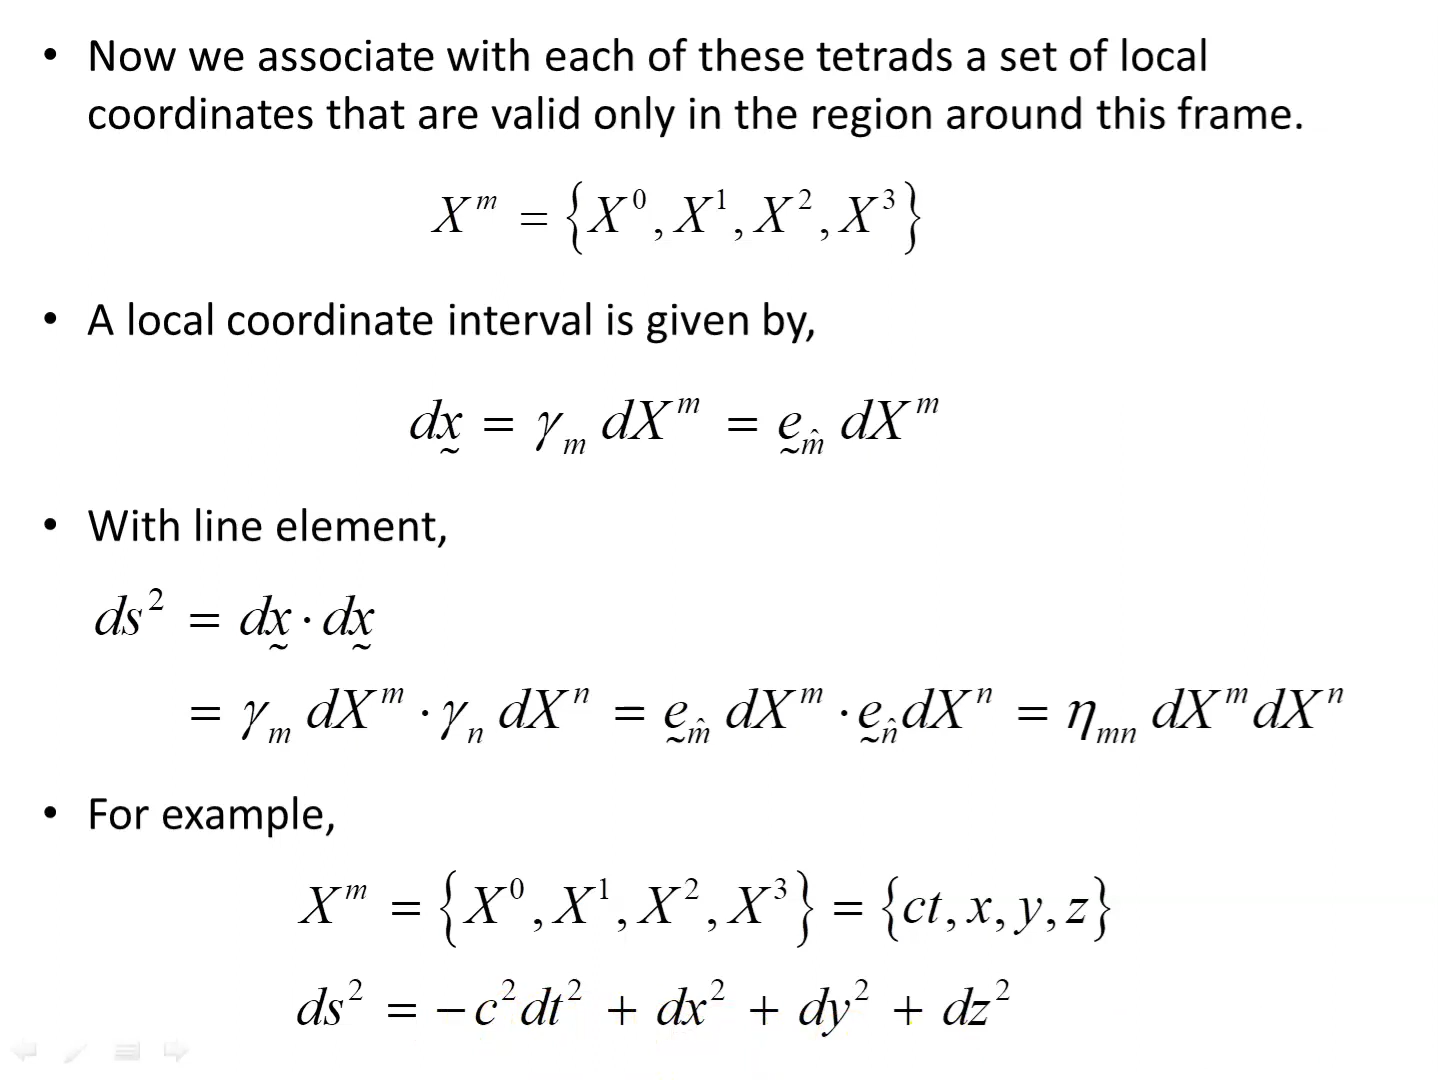 • Now we associate with each of these tetrads a set of local
coordinates that are valid only in the region around this frame.
X^m = {X^0, X^1, X^2, X^3}
• A local coordinate interval is given by,
dx̰ = γ_m dX^m = ḛ_m̂ dX^m
• With line element,
ds^2 = dx̰ · dx̰
= γ_m dX^m · γ_n dX^n = ḛ_m̂ dX^m · ḛ_n̂ dX^n = η_mn dX^m dX^n
• For example,
X^m = {X^0, X^1, X^2, X^3} = {ct, x, y, z}
ds^2 = −c^2dt^2 + dx^2 + dy^2 + dz^2